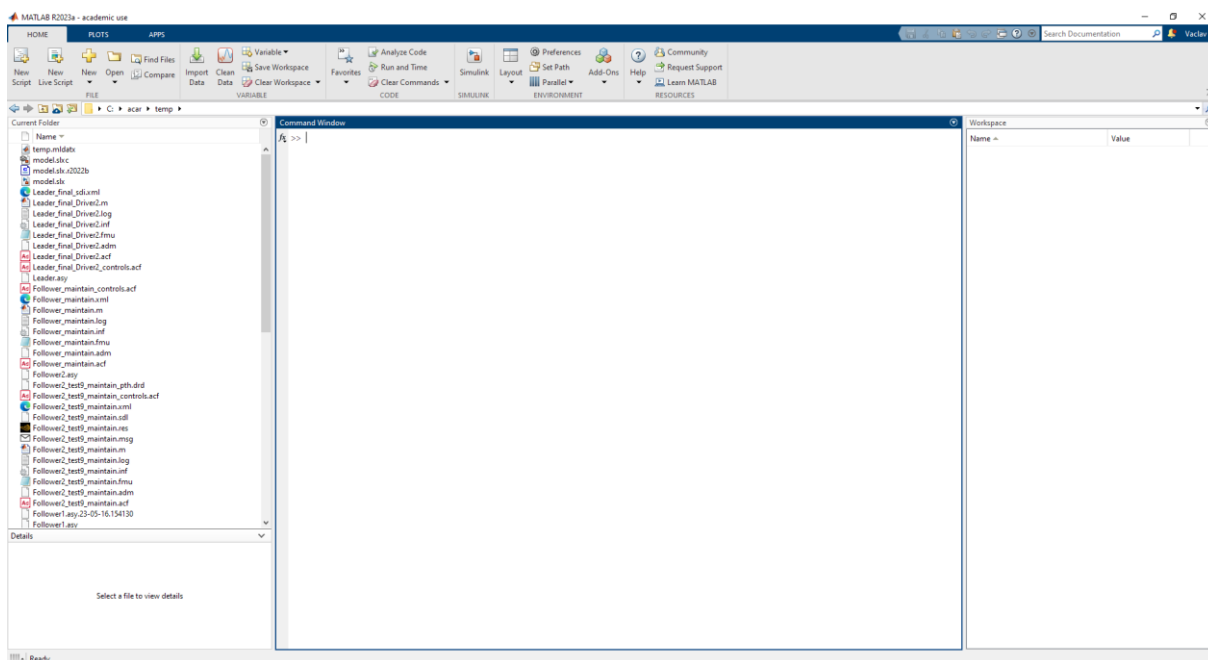 MATLAB R2023a - academic use
HOME PLOTS APPS
Search Documentation
Vaclav
New Script
New Live Script
New
Open
Find Files
Compare
FILE
Import Data
Clean Data
Variable
Save Workspace
Clear Workspace
VARIABLE
Favorites
Analyze Code
Run and Time
Clear Commands
CODE
Simulink
SIMULINK
Layout
Preferences
Set Path
Parallel
Add-Ons
ENVIRONMENT
Help
Community
Request Support
Learn MATLAB
RESOURCES
C: acar temp
Current Folder
Name
temp.mldatx
model.slxc
model.slx.r2022b
model.slx
Leader_final_sdi.xml
Leader_final_Driver2.m
Leader_final_Driver2.log
Leader_final_Driver2.inf
Leader_final_Driver2.fmu
Leader_final_Driver2.adm
Leader_final_Driver2.acf
Leader_final_Driver2_controls.acf
Leader.asy
Follower_maintain_controls.acf
Follower_maintain.xml
Follower_maintain.m
Follower_maintain.log
Follower_maintain.inf
Follower_maintain.fmu
Follower_maintain.adm
Follower_maintain.acf
Follower2.asy
Follower2_test9_maintain_pth.drd
Follower2_test9_maintain_controls.acf
Follower2_test9_maintain.xml
Follower2_test9_maintain.sdl
Follower2_test9_maintain.res
Follower2_test9_maintain.msg
Follower2_test9_maintain.m
Follower2_test9_maintain.log
Follower2_test9_maintain.inf
Follower2_test9_maintain.fmu
Follower2_test9_maintain.adm
Follower2_test9_maintain.acf
Follower1.asy.23-05-16.154130
Follower1.asy
Details
Select a file to view details
Command Window
fx >>
Workspace
Name Value
Ready